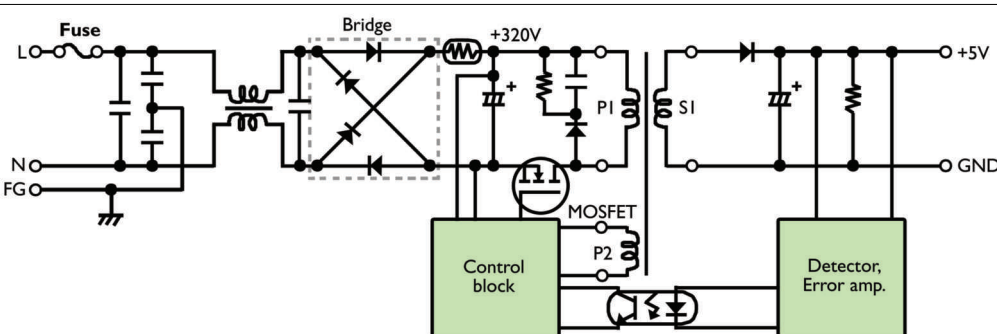 Bridge
Fuse
L
+320V
+
P1
S1
+
+5V
N
GND
FG
MOSFET
P2
Control
block
Detector,
Error amp.